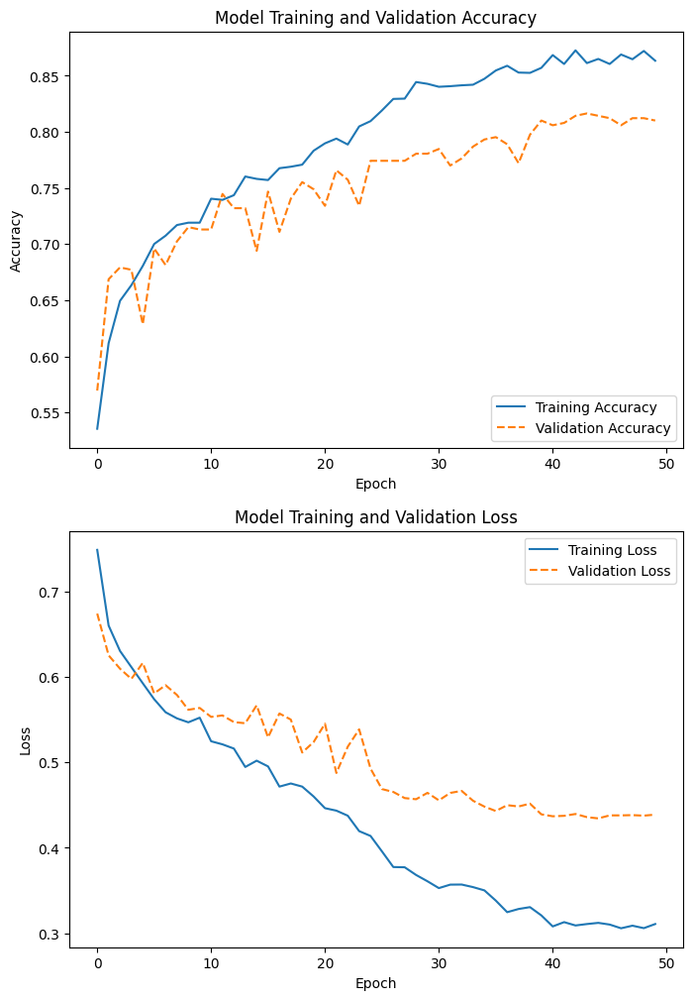 Model Training and Validation Accuracy
Accuracy
0.85
0.80
0.75
0.70
0.65
0.60
0.55
Training Accuracy
Validation Accuracy
0 10 20 30 40 50
Epoch
Model Training and Validation Loss
Loss
Training Loss
Validation Loss
0.7
0.6
0.5
0.4
0.3
0 10 20 30 40 50
Epoch